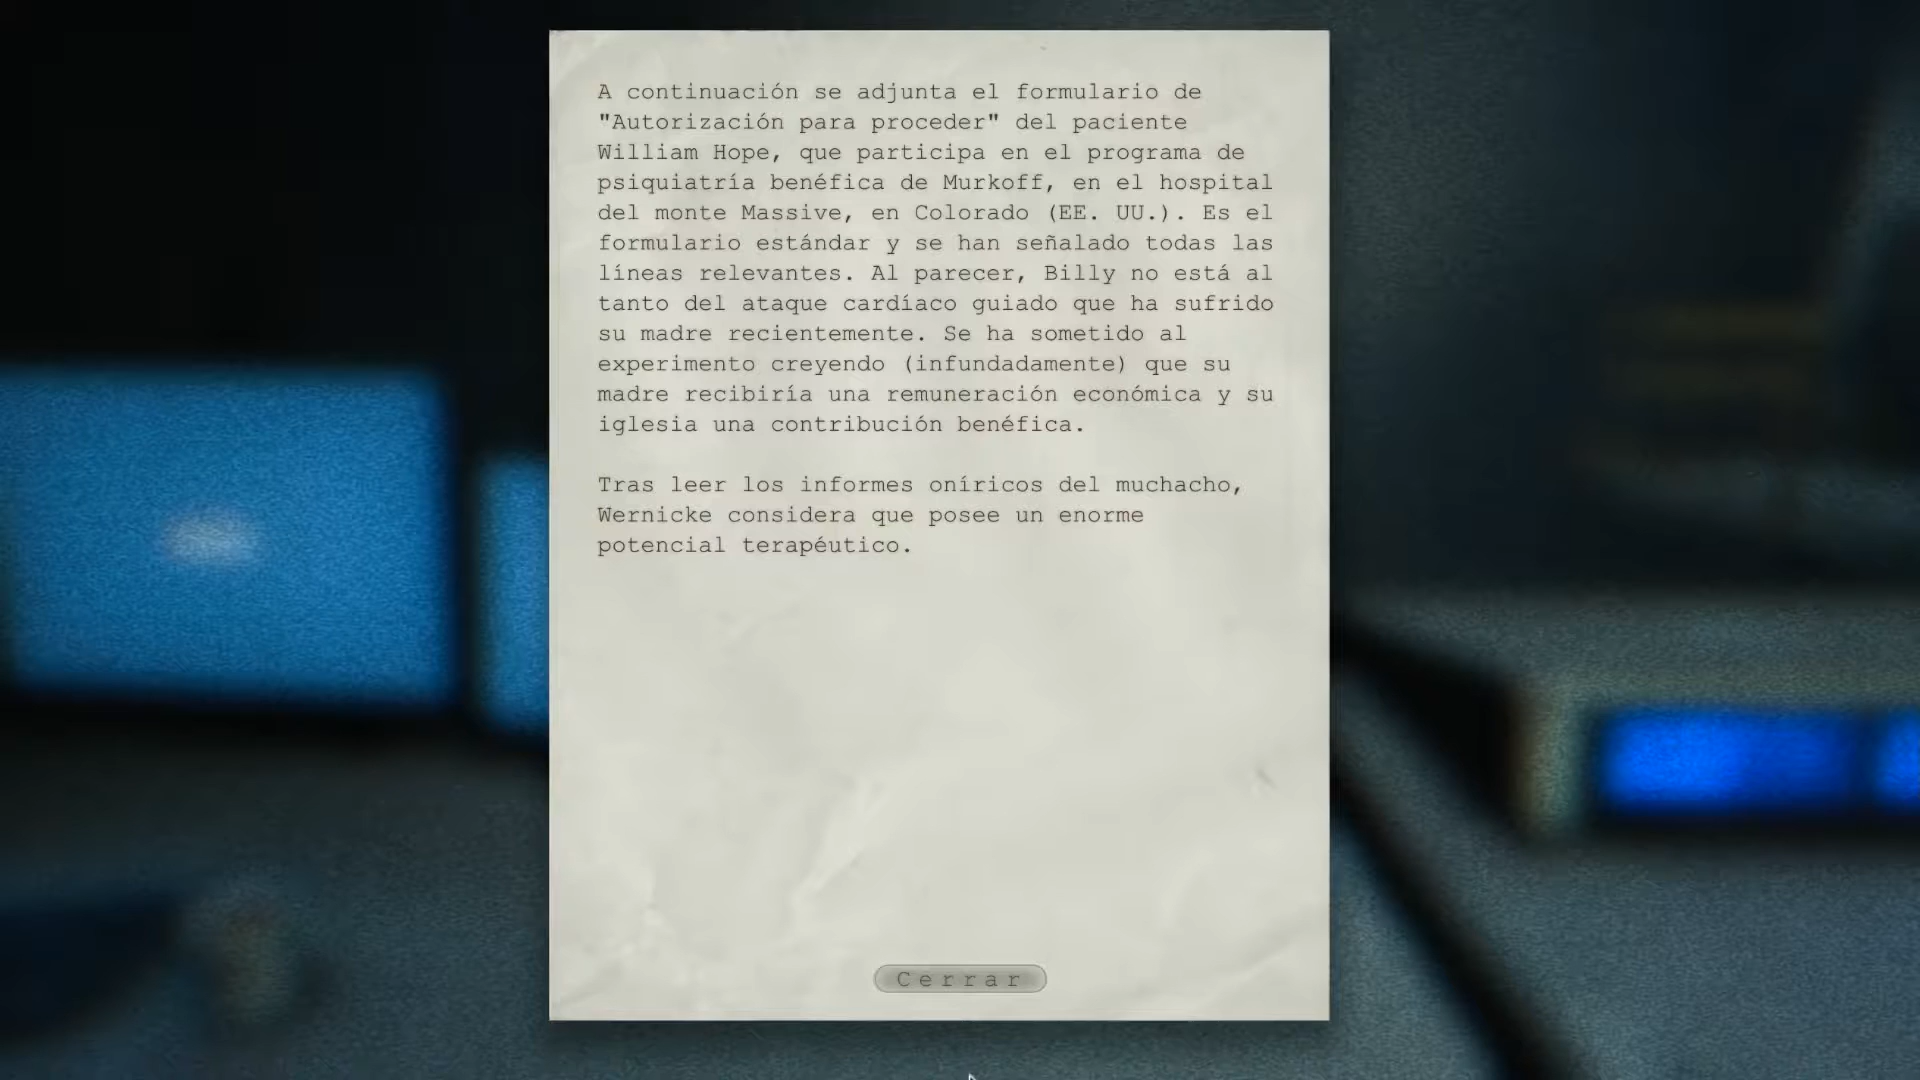 A continuación se adjunta el formulario de
"Autorización para proceder" del paciente
William Hope, que participa en el programa de
psiquiatría benéfica de Murkoff, en el hospital
del monte Massive, en Colorado (EE. UU.). Es el
formulario estándar y se han señalado todas las
líneas relevantes. Al parecer, Billy no está al
tanto del ataque cardíaco guiado que ha sufrido
su madre recientemente. Se ha sometido al
experimento creyendo (infundadamente) que su
madre recibiría una remuneración económica y su
iglesia una contribución benéfica.
Tras leer los informes oníricos del muchacho,
Wernicke considera que posee un enorme
potencial terapéutico.
Cerrar